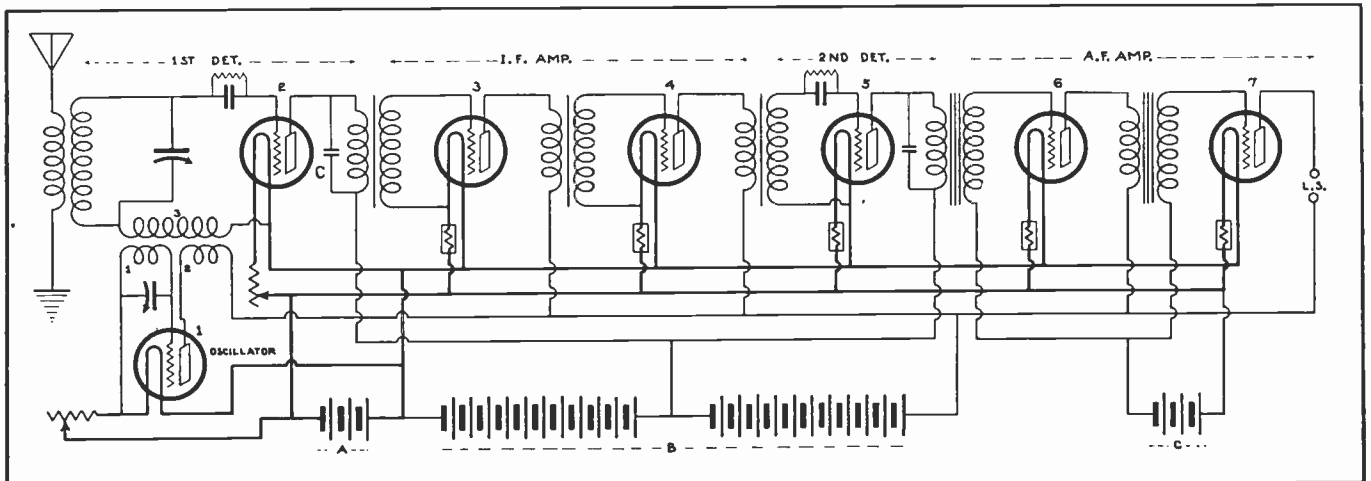 1ST DET. I.F. AMP. 2ND DET. A.F. AMP.
2 3 4 5 6 7
C
L.S.
3
1 2
1
OSCILLATOR
A B C